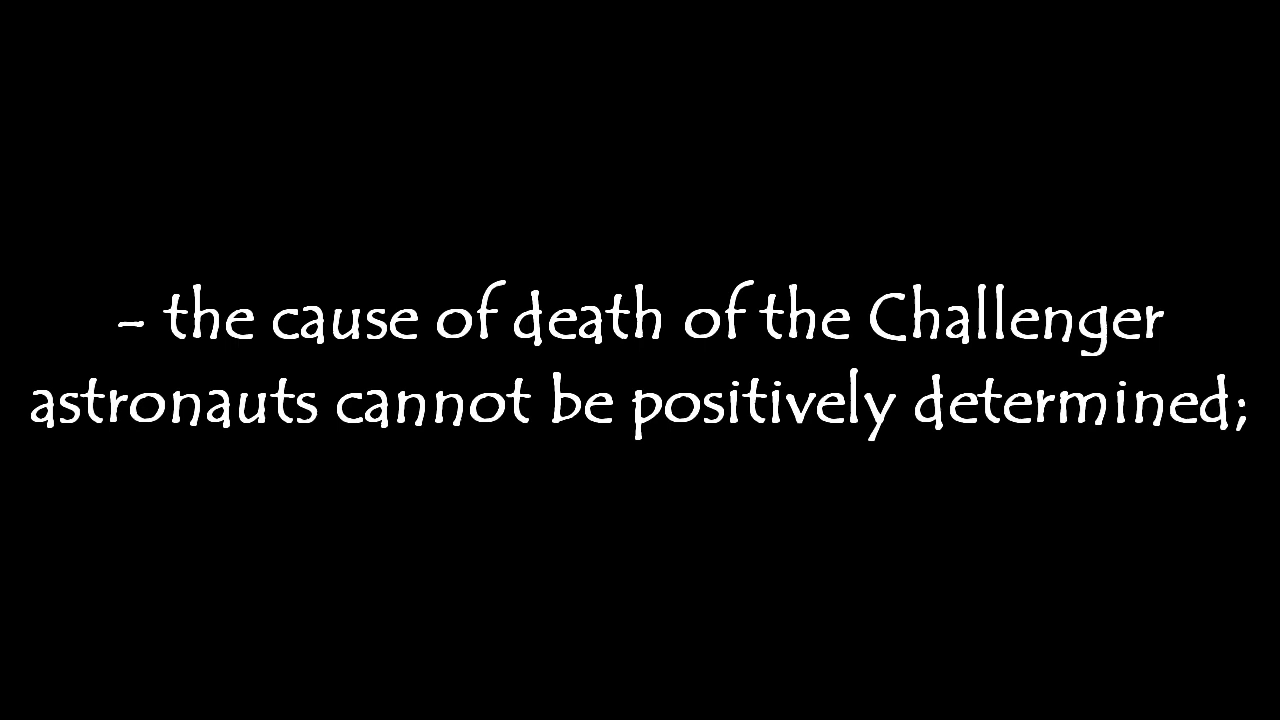 - the cause of death of the Challenger
astronauts cannot be positively determined;